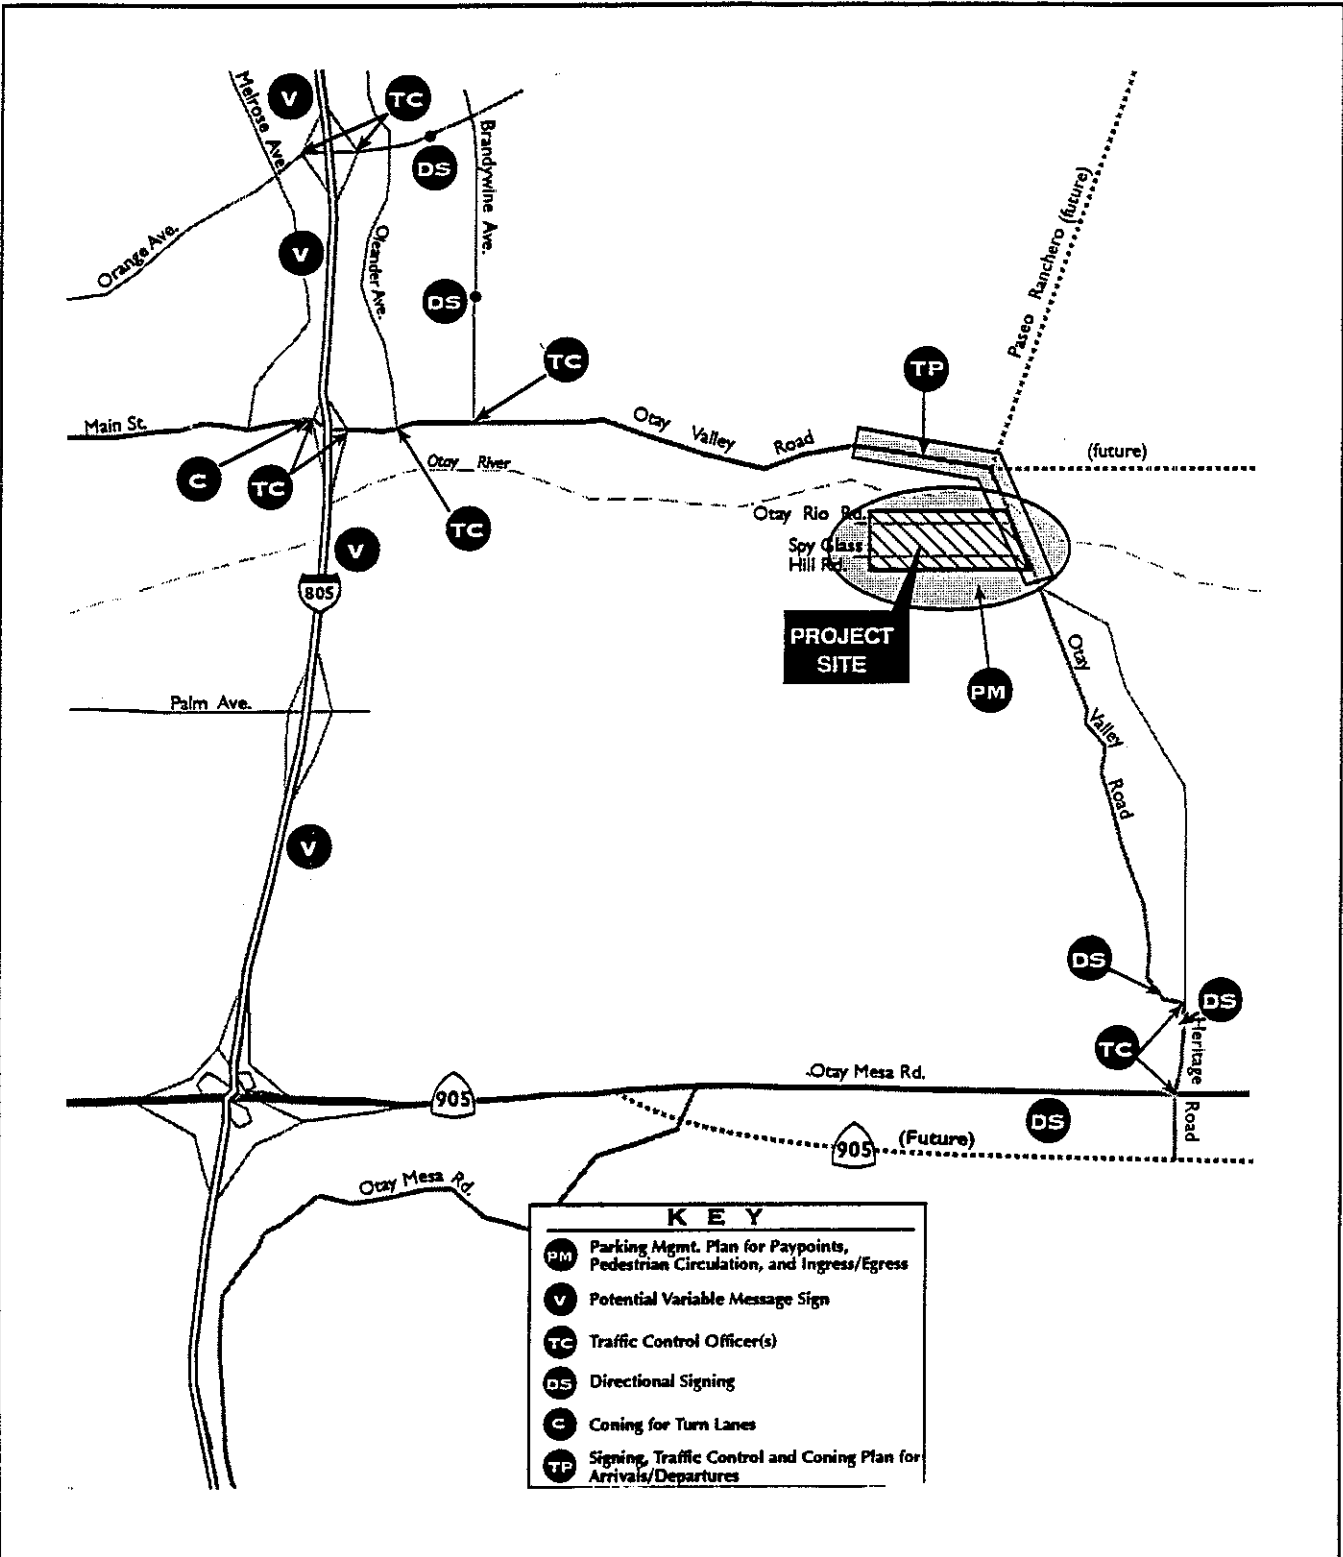 V
TC
Melrose Ave.
DS
Brandywine Ave.
Orange Ave.
V
Oleander Ave.
DS
Paseo Ranchero (future)
TC
TP
Main St.
Otay Valley Road
(future)
C
TC
Otay River
TC
Otay Rio Rd.
Spy Glass
Hill Rd.
V
805
PROJECT
SITE
PM
Otay Valley Road
Palm Ave.
V
DS
DS
TC
Heritage Road
Otay Mesa Rd.
905
DS
905
(Future)
Otay Mesa Rd.
KEY
PM Parking Mgmt. Plan for Paypoints,
Pedestrian Circulation, and Ingress/Egress
V Potential Variable Message Sign
TC Traffic Control Officer(s)
DS Directional Signing
C Coning for Turn Lanes
TP Signing, Traffic Control and Coning Plan for
Arrivals/Departures